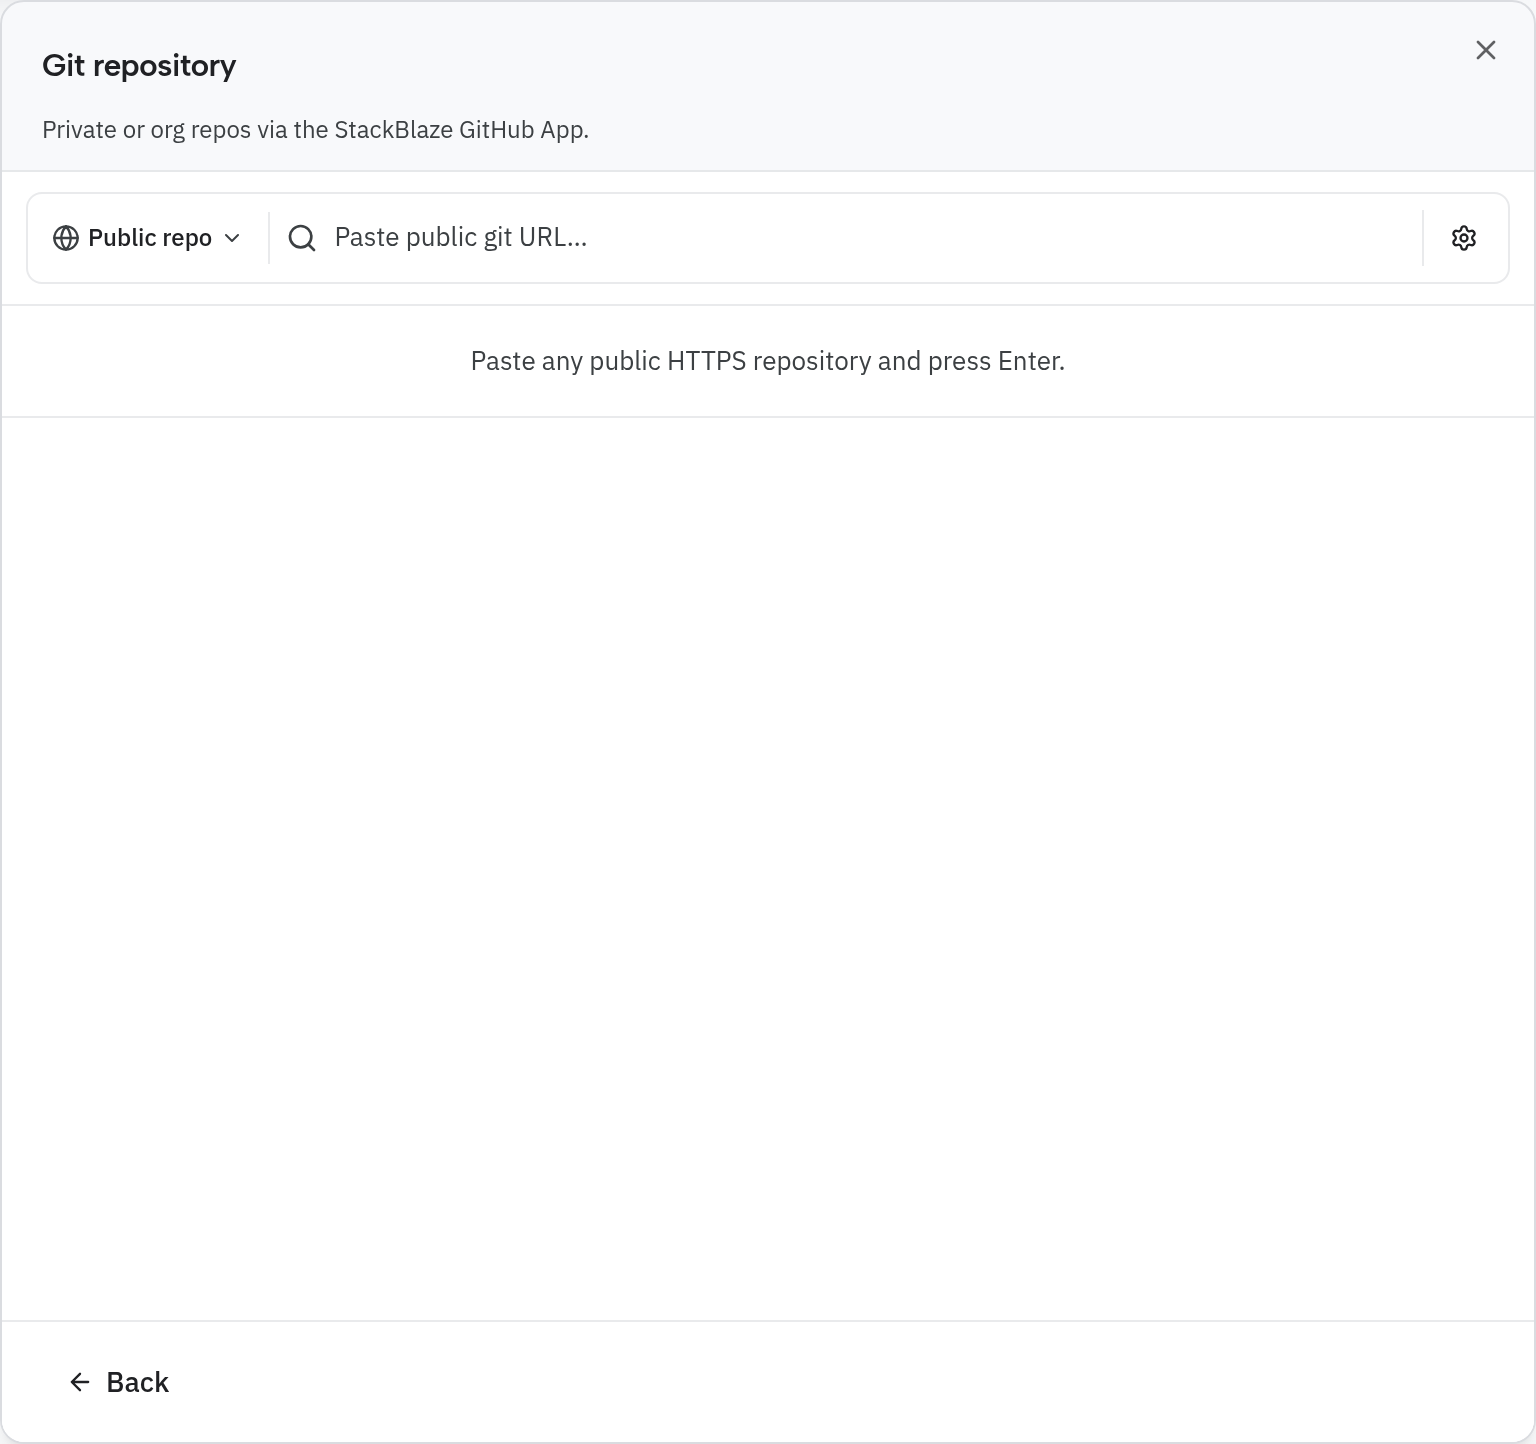 Git repository
Private or org repos via the StackBlaze GitHub App.
Public repo
Paste public git URL...
Paste any public HTTPS repository and press Enter.
Back